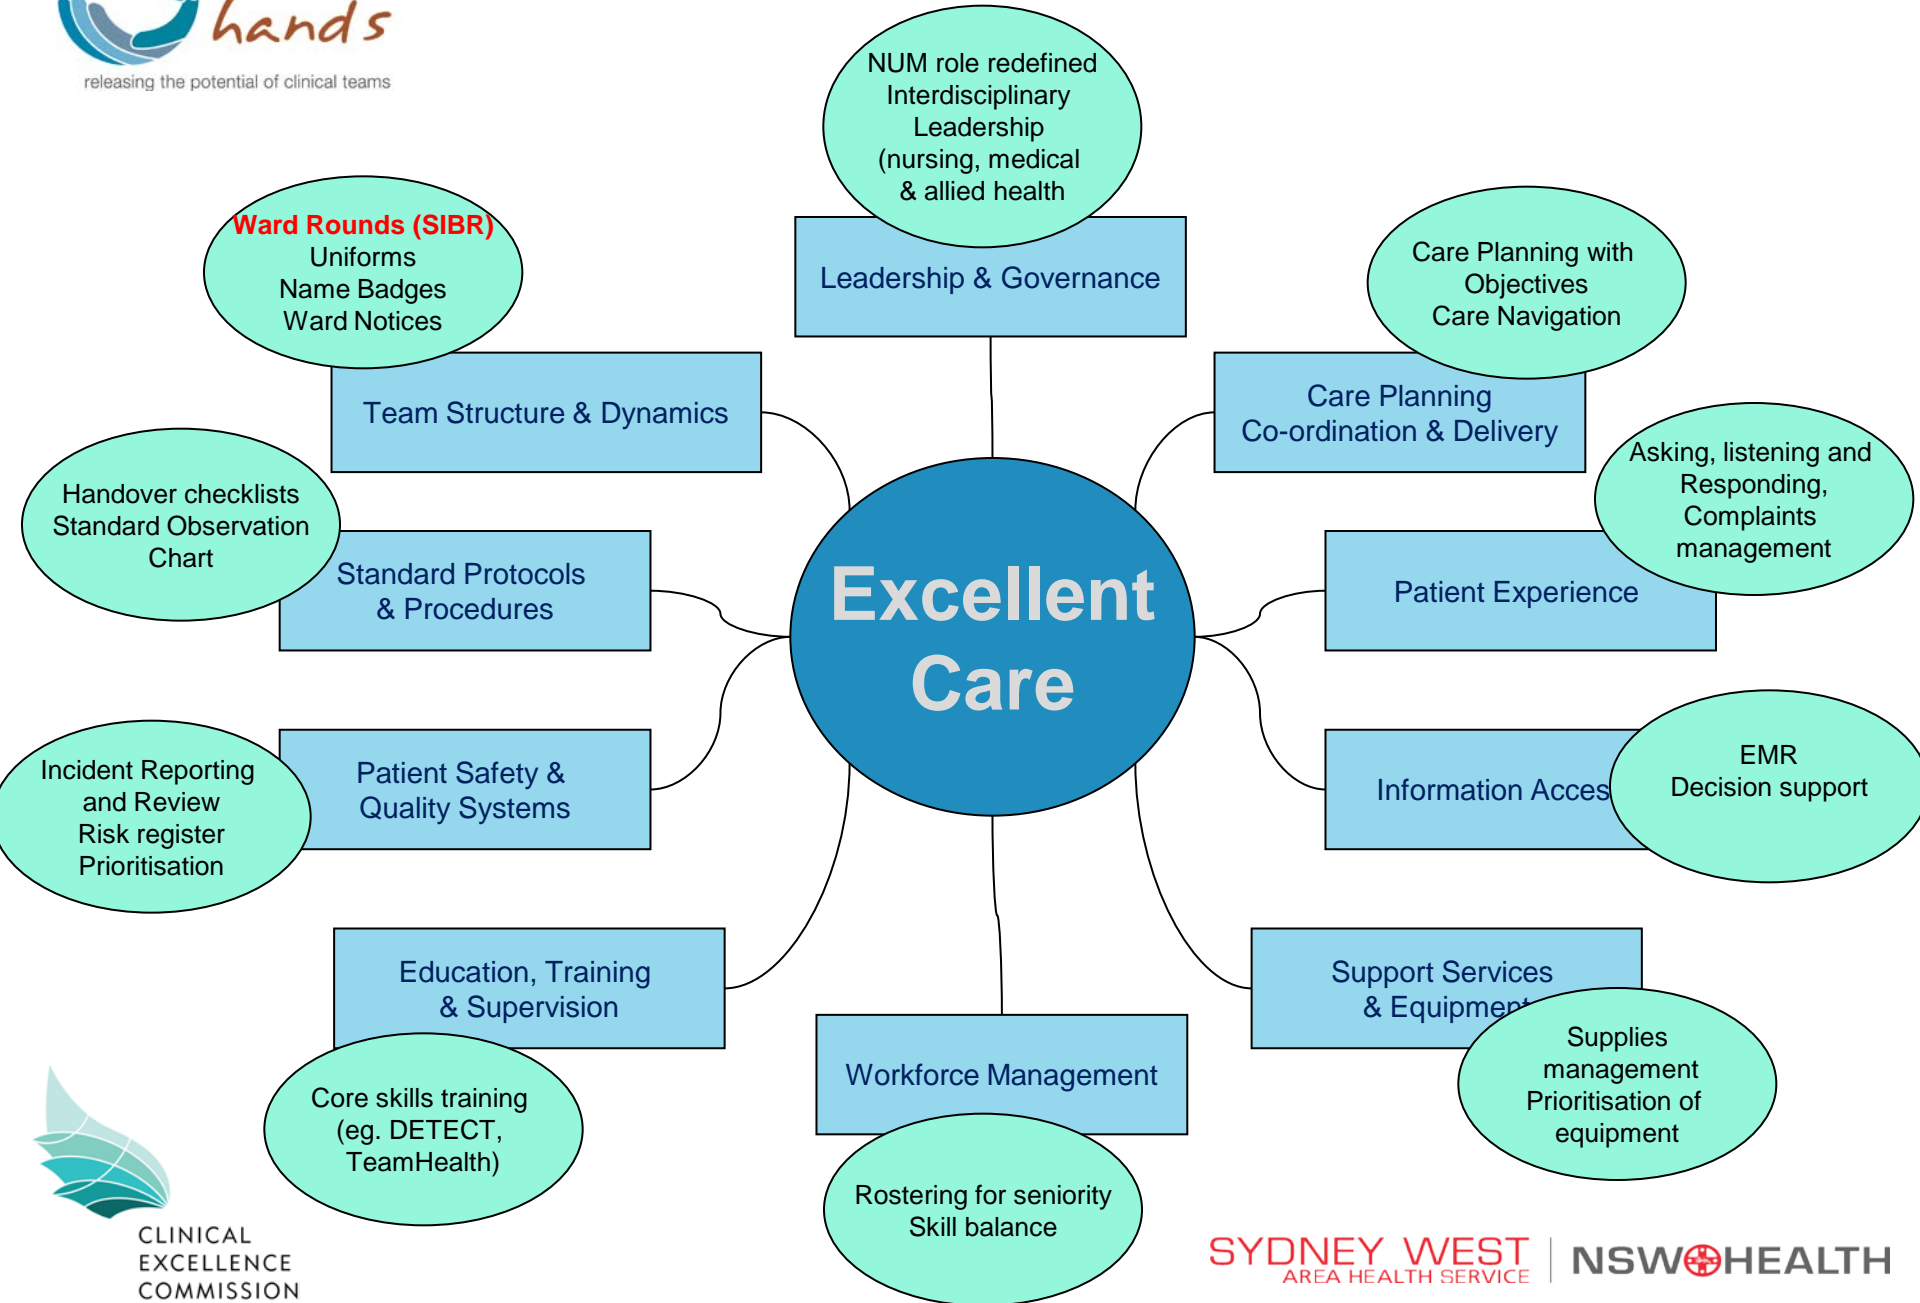 hands
releasing the potential of clinical teams
NUM role redefined
Interdisciplinary
Leadership
(nursing, medical
& allied health
Leadership & Governance
Ward Rounds (SIBR)
Uniforms
Name Badges
Ward Notices
Team Structure & Dynamics
Care Planning with
Objectives
Care Navigation
Care Planning
Co-ordination & Delivery
Handover checklists
Standard Observation
Chart
Standard Protocols
& Procedures
Asking, listening and
Responding,
Complaints
management
Patient Experience
Excellent
Care
Incident Reporting
and Review
Risk register
Prioritisation
Patient Safety &
Quality Systems
Information Acces
EMR
Decision support
Education, Training
& Supervision
Core skills training
(eg. DETECT,
TeamHealth)
Workforce Management
Rostering for seniority
Skill balance
Support Services
& Equipment
Supplies
management
Prioritisation of
equipment
CLINICAL
EXCELLENCE
COMMISSION
SYDNEY WEST
AREA HEALTH SERVICE
NSW HEALTH